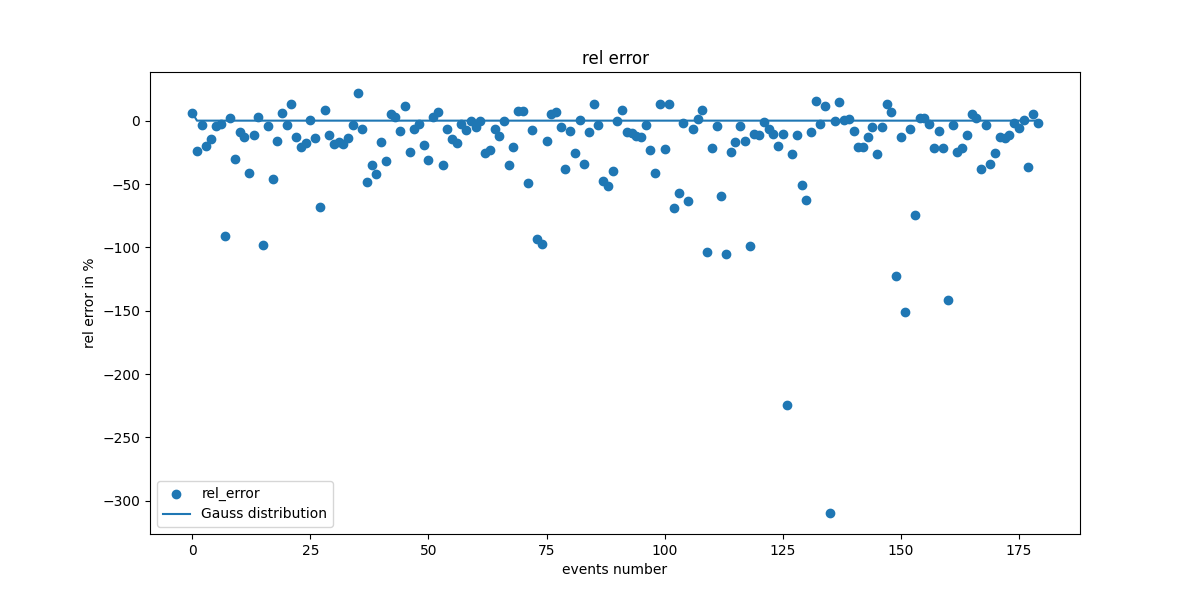 rel error
0
−50
−100
−150
−200
−250
−300
rel error in %
rel_error
Gauss distribution
0 25 50 75 100 125 150 175
events number